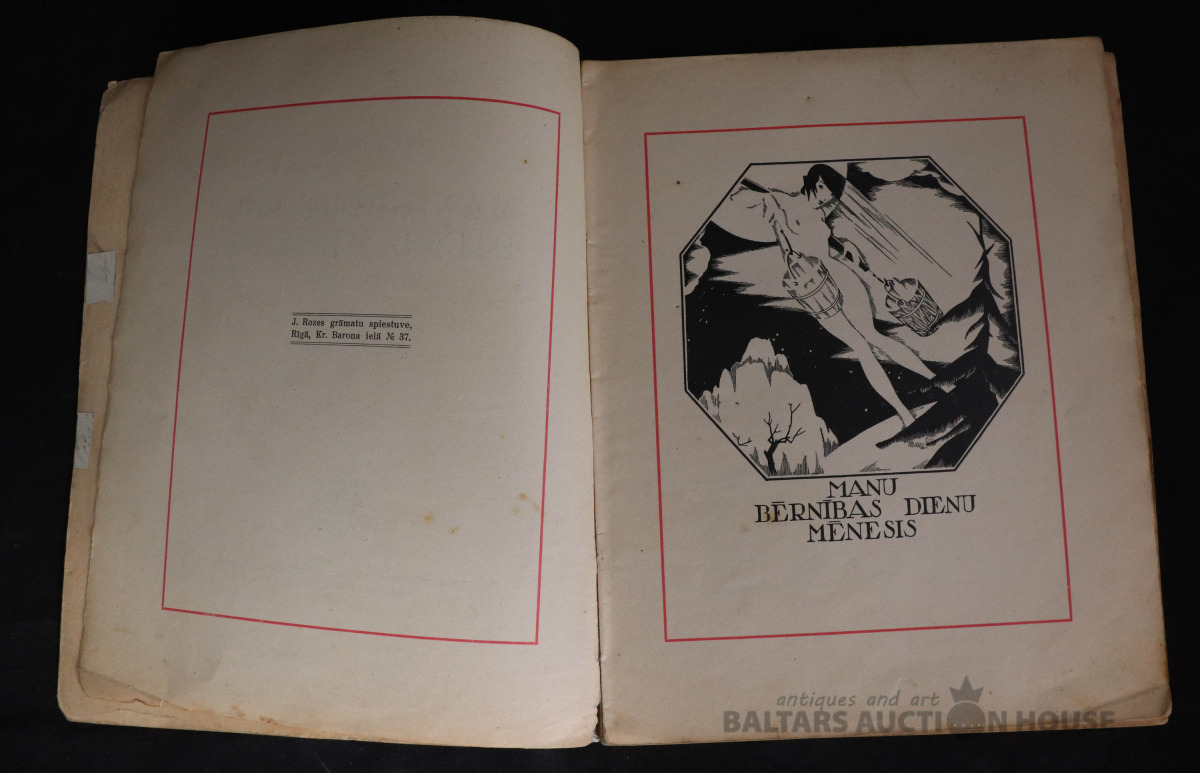 J. Rozes grāmatu spiestuve,
Rīgā, Kr. Barona ielā № 37.
MANU
BĒRNĪBAS DIENU
MĒNESIS
antiques and art
BALTARS AUCTION HOUSE